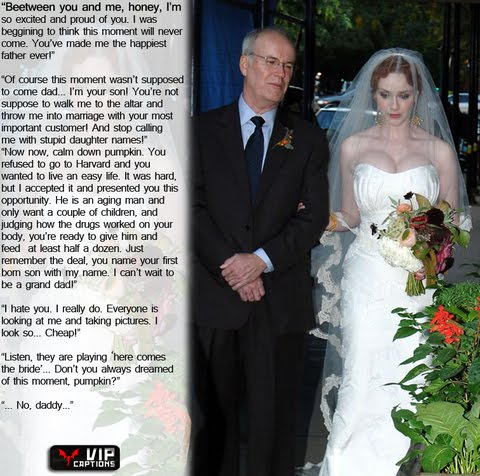 “Beetween you and me, honey, I’m
so excited and proud of you. I was
beggining to think this moment will never
come. You’ve made me the happiest
father ever!”
“Of course this moment wasn’t supposed
to come dad... I’m your son! You’re not
suppose to walk me to the altar and
throw me into marriage with your most
important customer! And stop calling
me with stupid daughter names!”
“Now now, calm down pumpkin. You
refused to go to Harvard and you
wanted to live an easy life. It was hard,
but I accepted it and presented you this
opportunity. He is an aging man and
only want a couple of children, and
judging how the drugs worked on your
body, you’re ready to give him and
feed at least half a dozen. Just
remember the deal, you name your first
born son with my name. I can’t wait to
be a grand dad!”
“I hate you. I really do. Everyone is
looking at me and taking pictures. I
look so... Cheap!”
“Listen, they are playing ‘here comes
the bride’... Don’t you always dreamed
of this moment, pumpkin?”
“... No, daddy...”
VIP
CAPTIONS